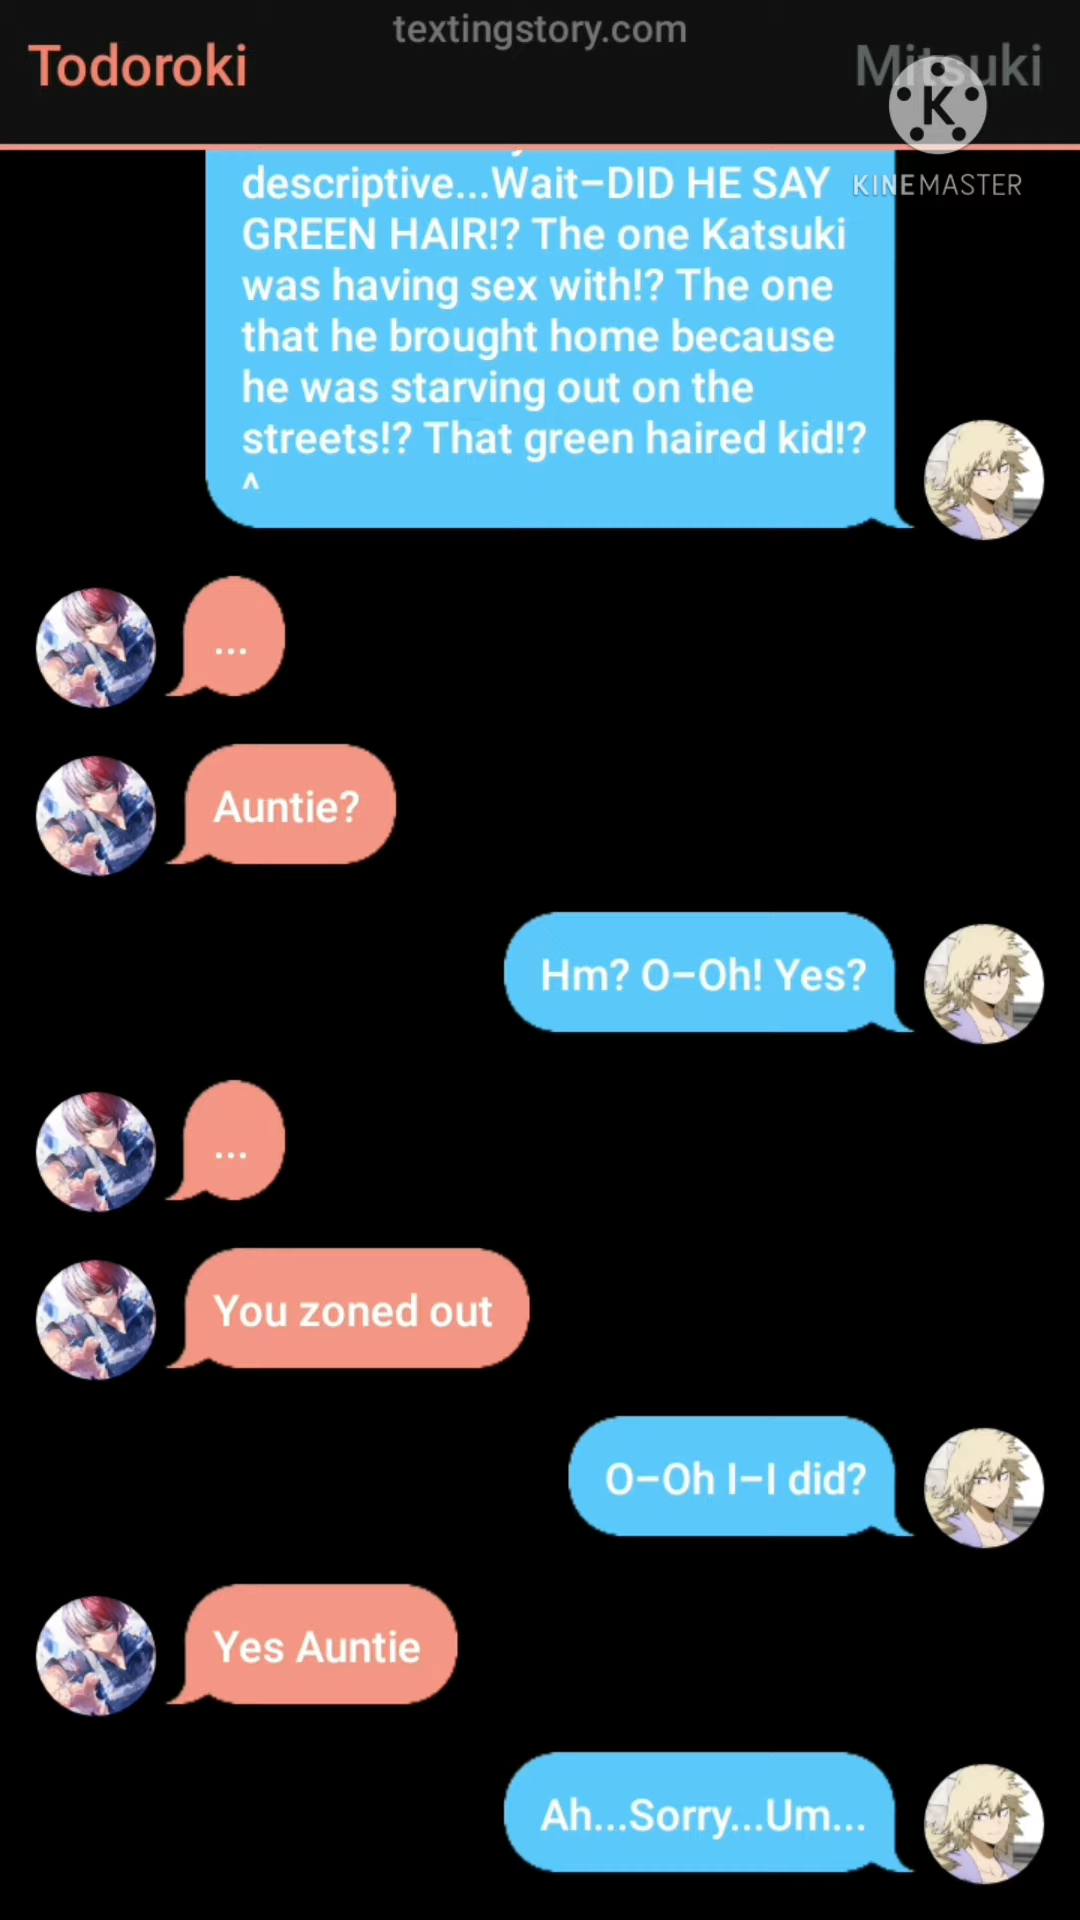 textingstory.com
Todoroki
Mitsuki
K
KINEMASTER
descriptive...Wait–DID HE SAY
GREEN HAIR!? The one Katsuki
was having sex with!? The one
that he brought home because
he was starving out on the
streets!? That green haired kid!?
^
...
Auntie?
Hm? O–Oh! Yes?
...
You zoned out
O–Oh I–I did?
Yes Auntie
Ah...Sorry...Um...